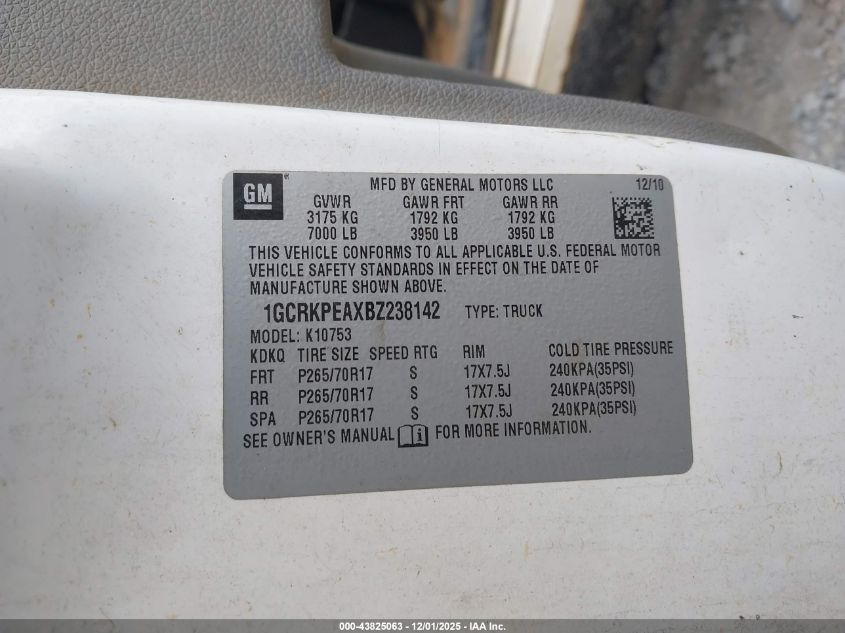 GM
MFD BY GENERAL MOTORS LLC 12/10
GVWR GAWR FRT GAWR RR
3175 KG 1792 KG 1792 KG
7000 LB 3950 LB 3950 LB
THIS VEHICLE CONFORMS TO ALL APPLICABLE U.S. FEDERAL MOTOR
VEHICLE SAFETY STANDARDS IN EFFECT ON THE DATE OF
MANUFACTURE SHOWN ABOVE.
1GCRKPEAXBZ238142 TYPE: TRUCK
MODEL: K10753
KDKQ TIRE SIZE SPEED RTG RIM COLD TIRE PRESSURE
FRT P265/70R17 S 17X7.5J 240KPA(35PSI)
RR P265/70R17 S 17X7.5J 240KPA(35PSI)
SPA P265/70R17 S 17X7.5J 240KPA(35PSI)
SEE OWNER'S MANUAL i FOR MORE INFORMATION.
000-43825063 - 12/01/2025 - IAA Inc.